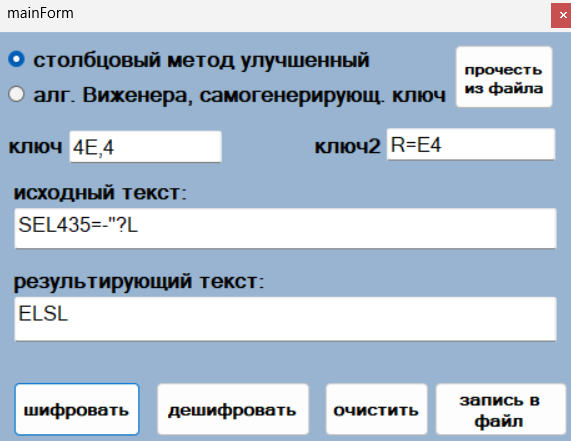 mainForm
столбцовый метод улучшенный
алг. Виженера, самогенерирующ. ключ
прочесть
из файла
ключ 4E,4
ключ2 R=E4
исходный текст:
SEL435=-"?L
результирующий текст:
ELSL
шифровать
дешифровать
очистить
запись в
файл